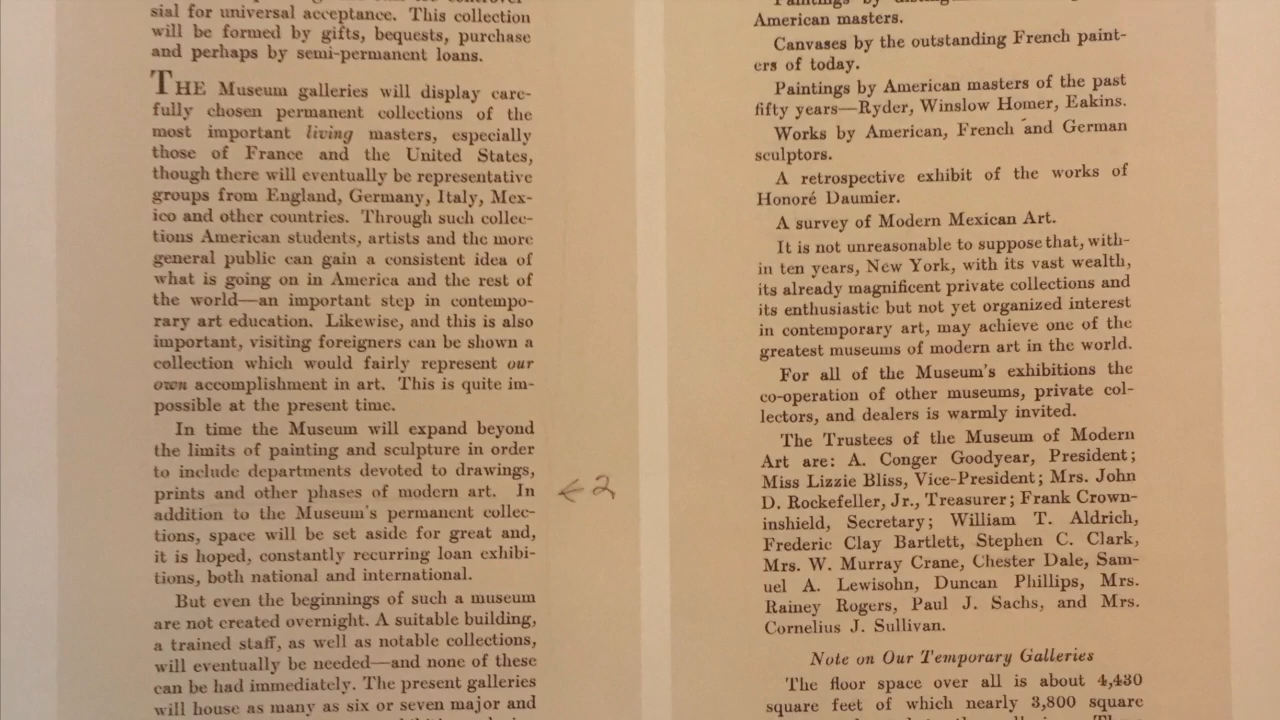 sial for universal acceptance. This collection
will be formed by gifts, bequests, purchase
and perhaps by semi-permanent loans.
THE Museum galleries will display care-
fully chosen permanent collections of the
most important living masters, especially
those of France and the United States,
though there will eventually be representative
groups from England, Germany, Italy, Mex-
ico and other countries. Through such collec-
tions American students, artists and the more
general public can gain a consistent idea of
what is going on in America and the rest of
the world—an important step in contempo-
rary art education. Likewise, and this is also
important, visiting foreigners can be shown a
collection which would fairly represent our
own accomplishment in art. This is quite im-
possible at the present time.
In time the Museum will expand beyond
the limits of painting and sculpture in order
to include departments devoted to drawings,
prints and other phases of modern art. In
addition to the Museum's permanent collec-
tions, space will be set aside for great and,
it is hoped, constantly recurring loan exhibi-
tions, both national and international.
But even the beginnings of such a museum
are not created overnight. A suitable building,
a trained staff, as well as notable collections,
will eventually be needed—and none of these
can be had immediately. The present galleries
will house as many as six or seven major and
← 2
Paintings by
American masters.
Canvases by the outstanding French paint-
ers of today.
Paintings by American masters of the past
fifty years—Ryder, Winslow Homer, Eakins.
Works by American, French and German
sculptors.
A retrospective exhibit of the works of
Honoré Daumier.
A survey of Modern Mexican Art.
It is not unreasonable to suppose that, with-
in ten years, New York, with its vast wealth,
its already magnificent private collections and
its enthusiastic but not yet organized interest
in contemporary art, may achieve one of the
greatest museums of modern art in the world.
For all of the Museum's exhibitions the
co-operation of other museums, private col-
lectors, and dealers is warmly invited.
The Trustees of the Museum of Modern
Art are: A. Conger Goodyear, President;
Miss Lizzie Bliss, Vice-President; Mrs. John
D. Rockefeller, Jr., Treasurer; Frank Crown-
inshield, Secretary; William T. Aldrich,
Frederic Clay Bartlett, Stephen C. Clark,
Mrs. W. Murray Crane, Chester Dale, Sam-
uel A. Lewisohn, Duncan Phillips, Mrs.
Rainey Rogers, Paul J. Sachs, and Mrs.
Cornelius J. Sullivan.
Note on Our Temporary Galleries
The floor space over all is about 4,430
square feet of which nearly 3,800 square